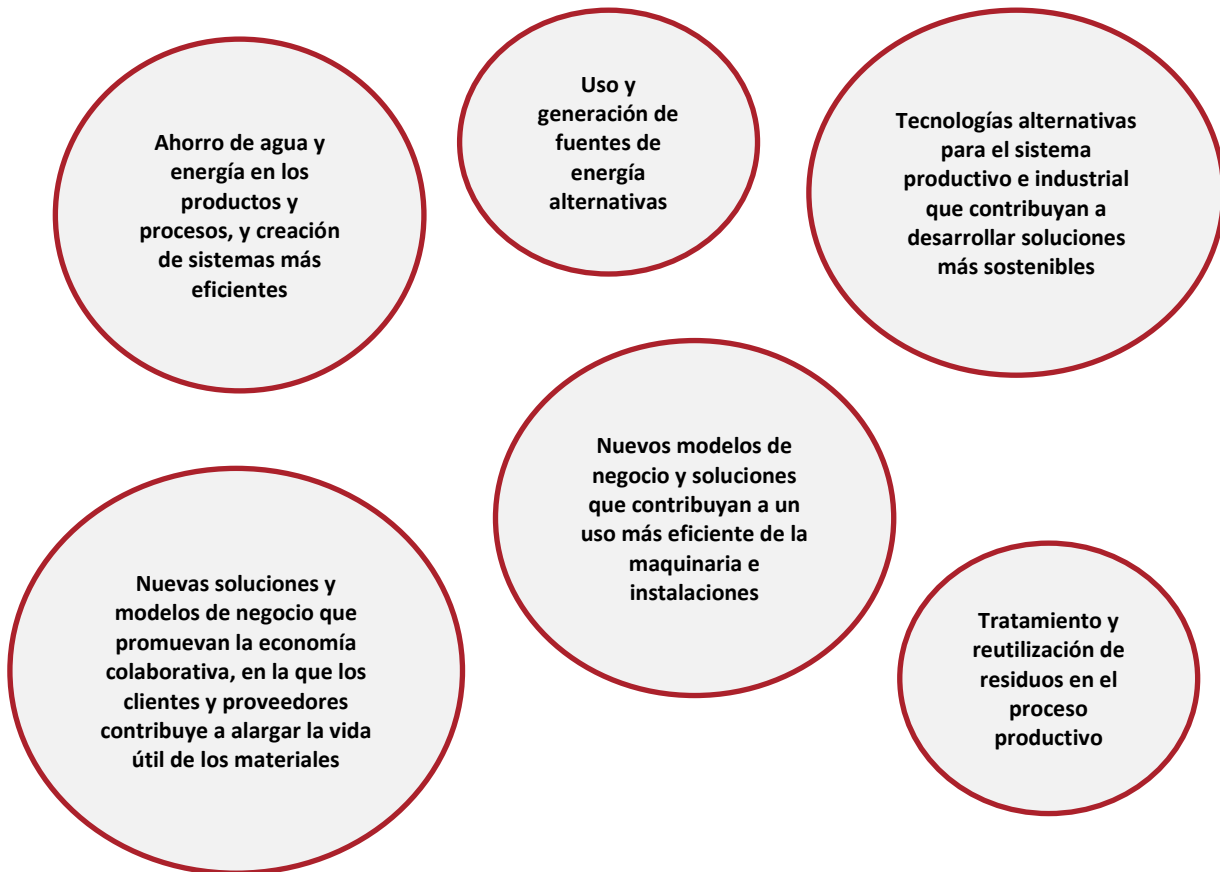 Ahorro de agua y
energía en los
productos y
procesos, y creación
de sistemas más
eficientes
Uso y
generación de
fuentes de
energía
alternativas
Tecnologías alternativas
para el sistema
productivo e industrial
que contribuyan a
desarrollar soluciones
más sostenibles
Nuevas soluciones y
modelos de negocio que
promuevan la economía
colaborativa, en la que los
clientes y proveedores
contribuye a alargar la vida
útil de los materiales
Nuevos modelos de
negocio y soluciones
que contribuyan a un
uso más eficiente de la
maquinaria e
instalaciones
Tratamiento y
reutilización de
residuos en el
proceso
productivo